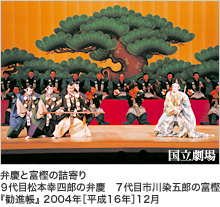 国立劇場
弁慶と富樫の詰寄り
9代目松本幸四郎の弁慶　7代目市川染五郎の富樫
『勧進帳』 2004年[平成16年]12月